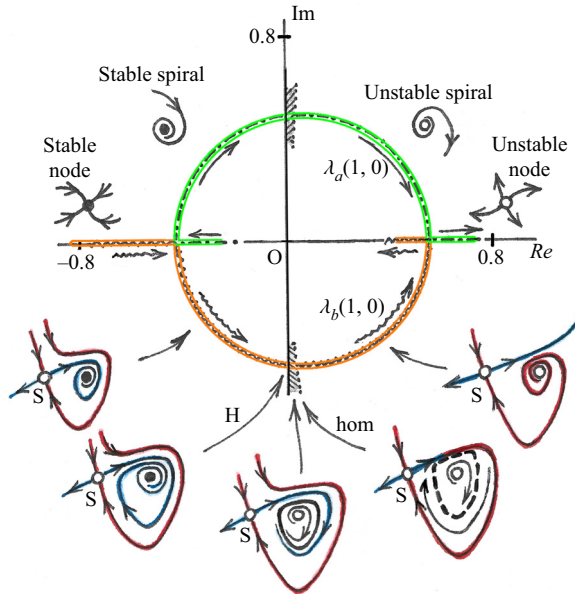 Im
0.8
Stable spiral
Unstable spiral
Stable
node
λa(1, 0)
Unstable
node
–0.8
O
0.8
Re
λb(1, 0)
S
H
hom
S
S
S
S